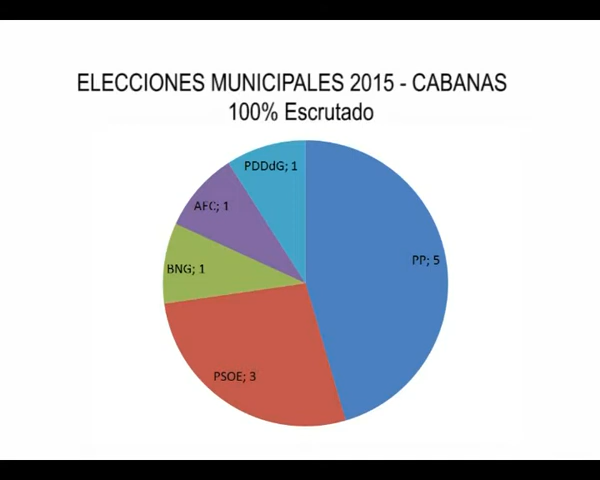 ELECCIONES MUNICIPALES 2015 - CABANAS
100% Escrutado
PDDdG; 1
AFC; 1
PP; 5
BNG; 1
PSOE; 3